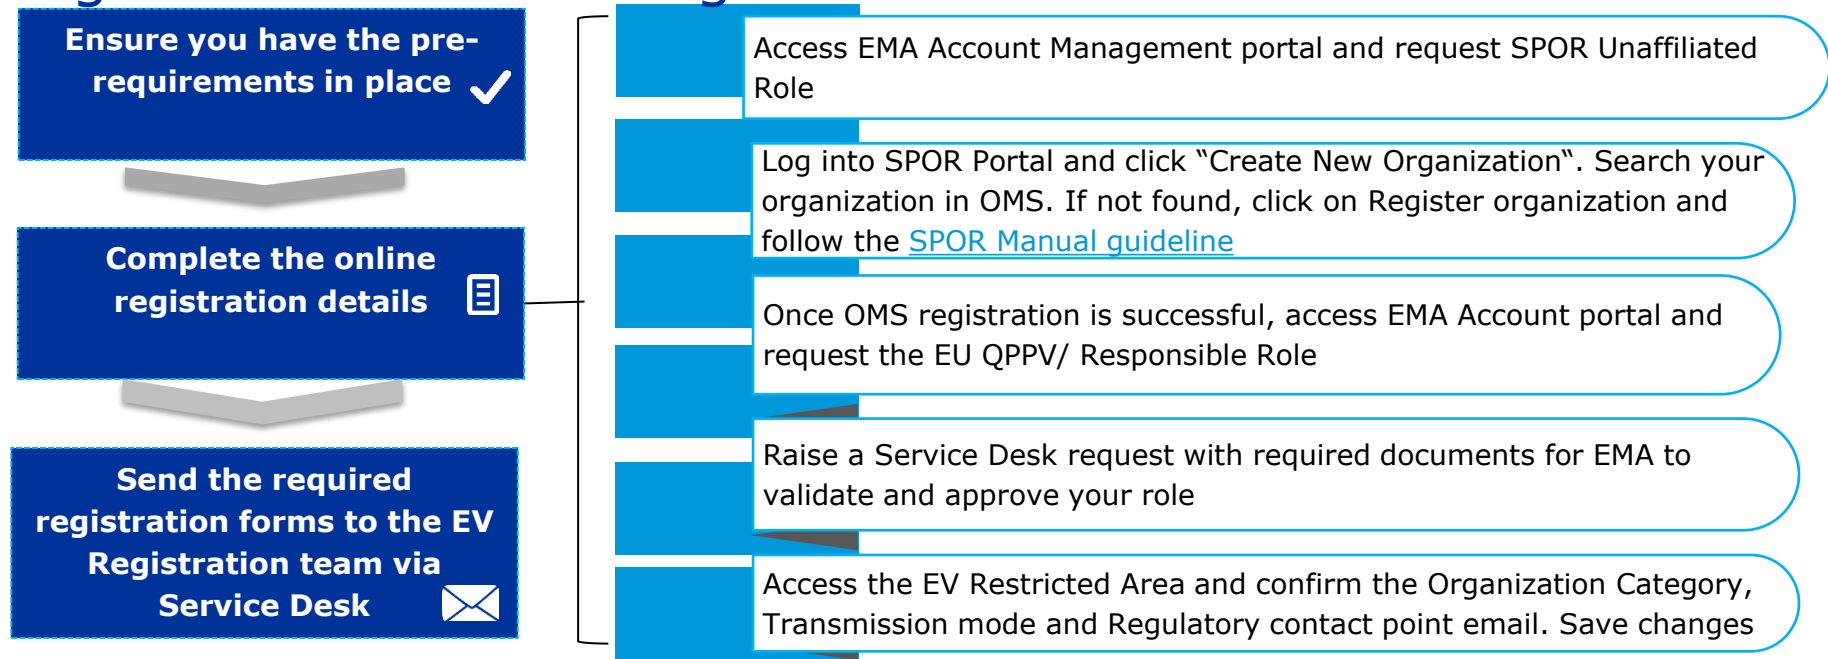 Ensure you have the pre-
requirements in place
Complete the online
registration details
Send the required
registration forms to the EV
Registration team via
Service Desk
Access EMA Account Management portal and request SPOR Unaffiliated
Role
Log into SPOR Portal and click “Create New Organization“. Search your
organization in OMS. If not found, click on Register organization and
follow the SPOR Manual guideline
Once OMS registration is successful, access EMA Account portal and
request the EU QPPV/ Responsible Role
Raise a Service Desk request with required documents for EMA to
validate and approve your role
Access the EV Restricted Area and confirm the Organization Category,
Transmission mode and Regulatory contact point email. Save changes